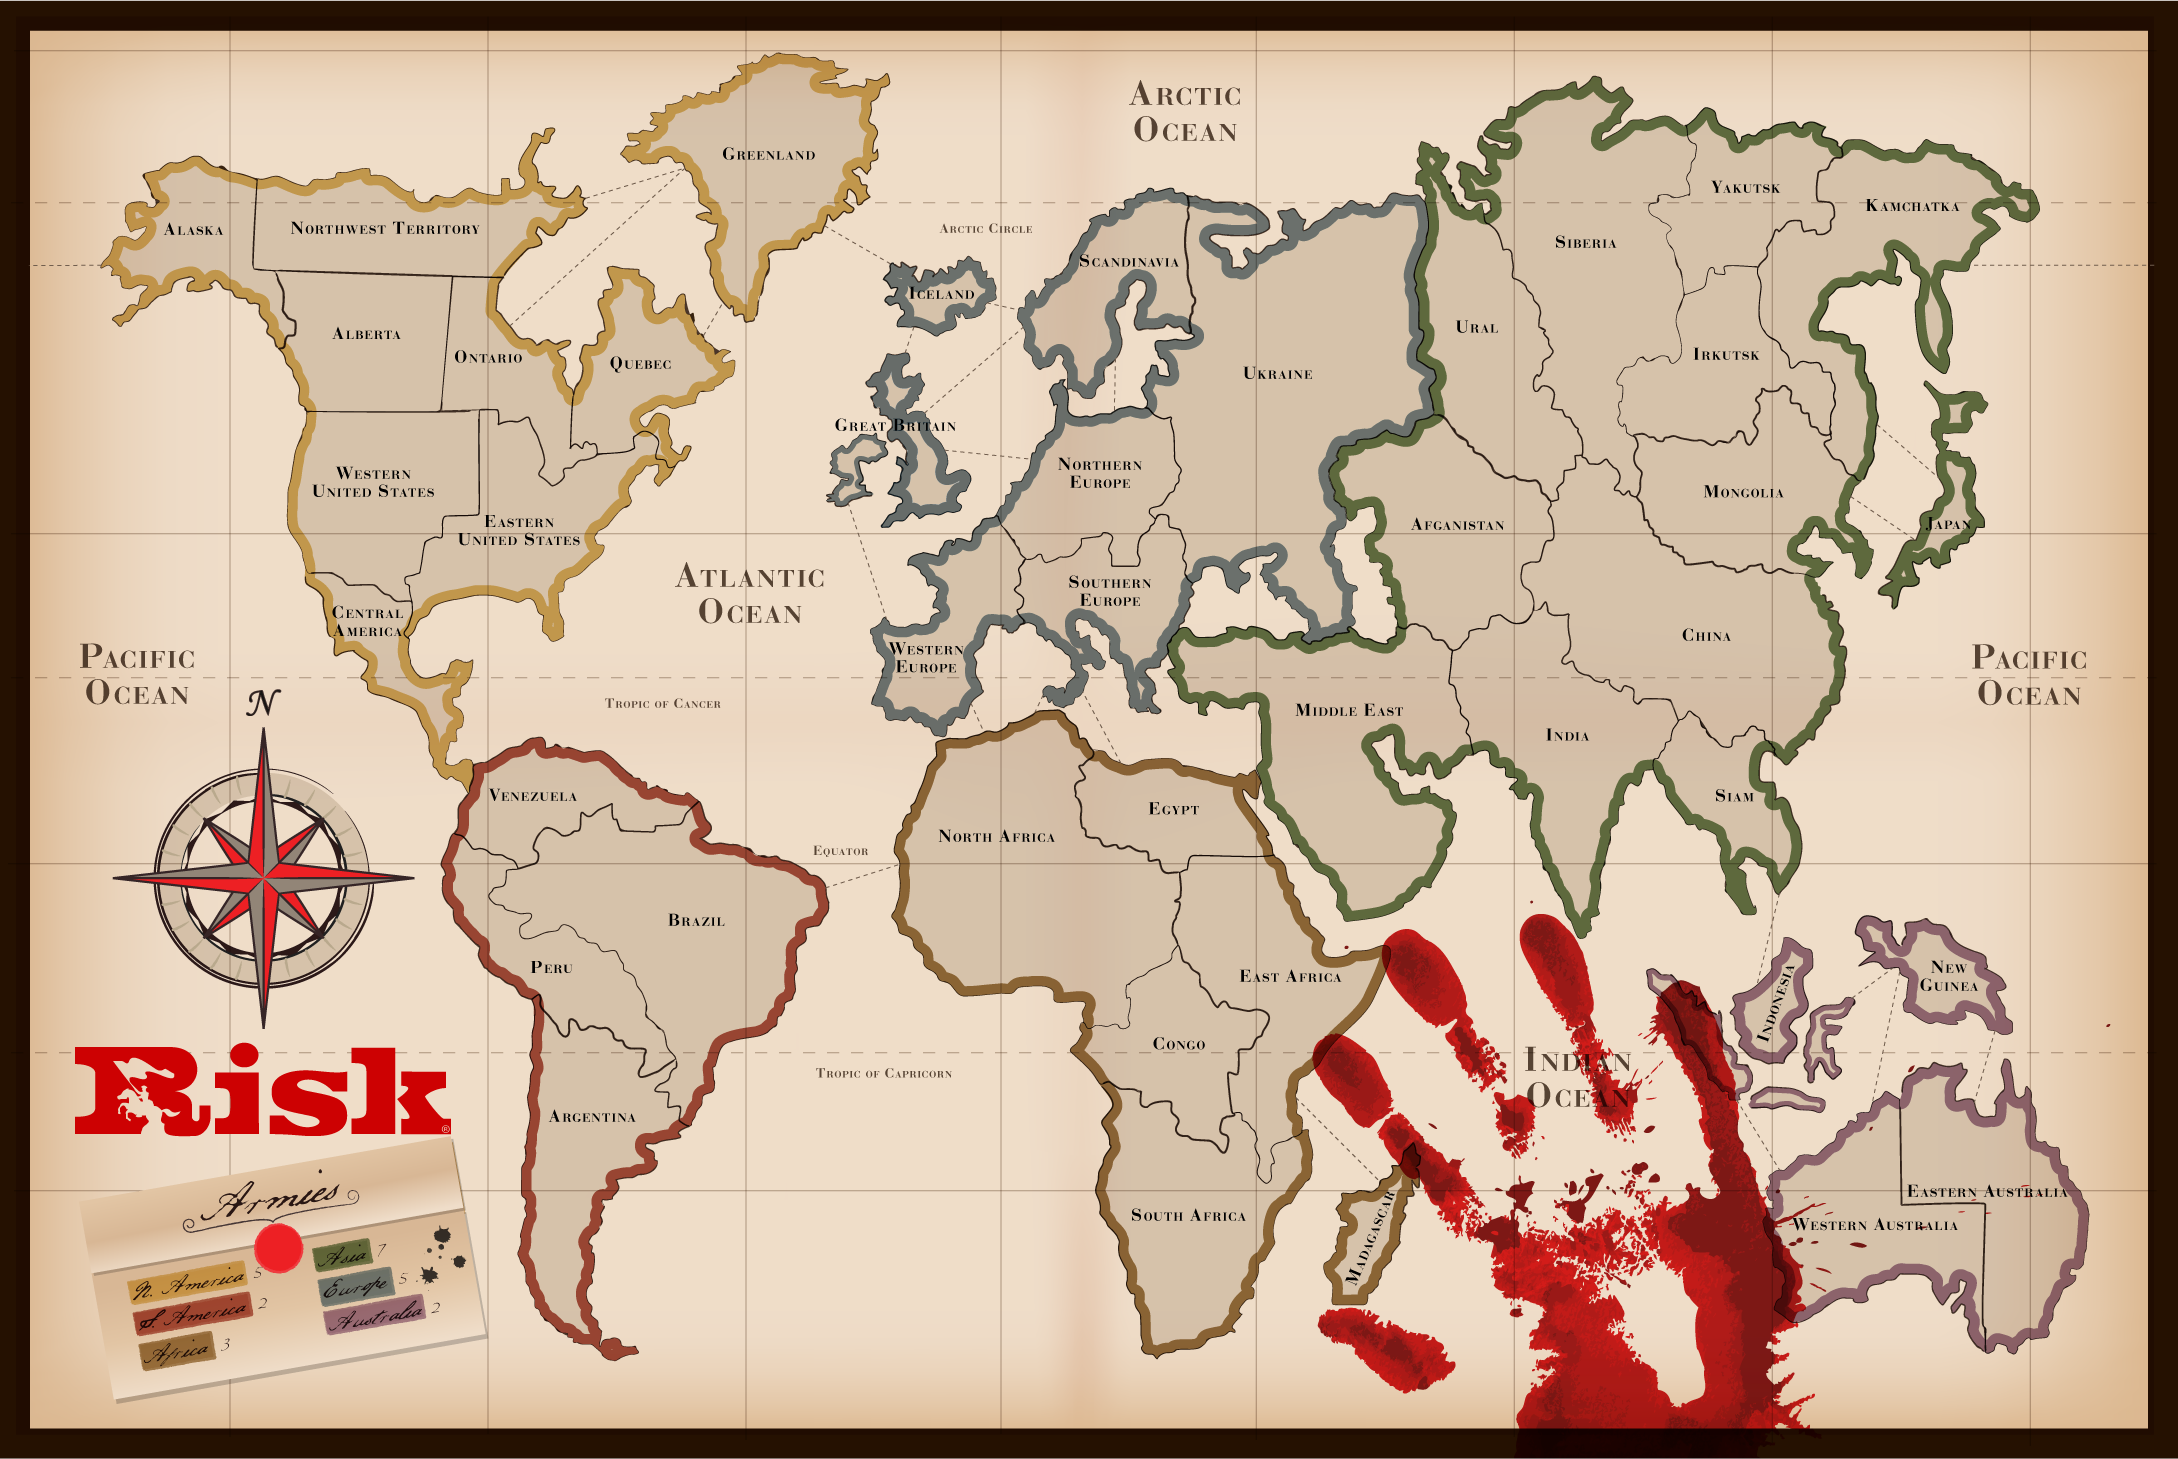 Arctic
Ocean
Greenland
Alaska
Northwest Territory
Arctic Circle
Yakutsk
Kamchatka
Siberia
Scandinavia
Iceland
Alberta
Ontario
Quebec
Ukraine
Ural
Irkutsk
Great Britain
Western
United States
Northern
Europe
Mongolia
Eastern
United States
Afganistan
Japan
Atlantic
Ocean
Southern
Europe
Central
America
China
Pacific
Ocean
Western
Europe
Pacific
Ocean
Tropic of Cancer
Middle East
India
N
Venezuela
Egypt
North Africa
Siam
Equator
Brazil
Peru
East Africa
New
Guinea
Indonesia
Congo
Indian
Ocean
Tropic of Capricorn
Argentina
Risk®
South Africa
Madagascar
Eastern Australia
Western Australia
Armies
N. America 5
S. America 2
Africa 3
Asia 7
Europe 5
Australia 2